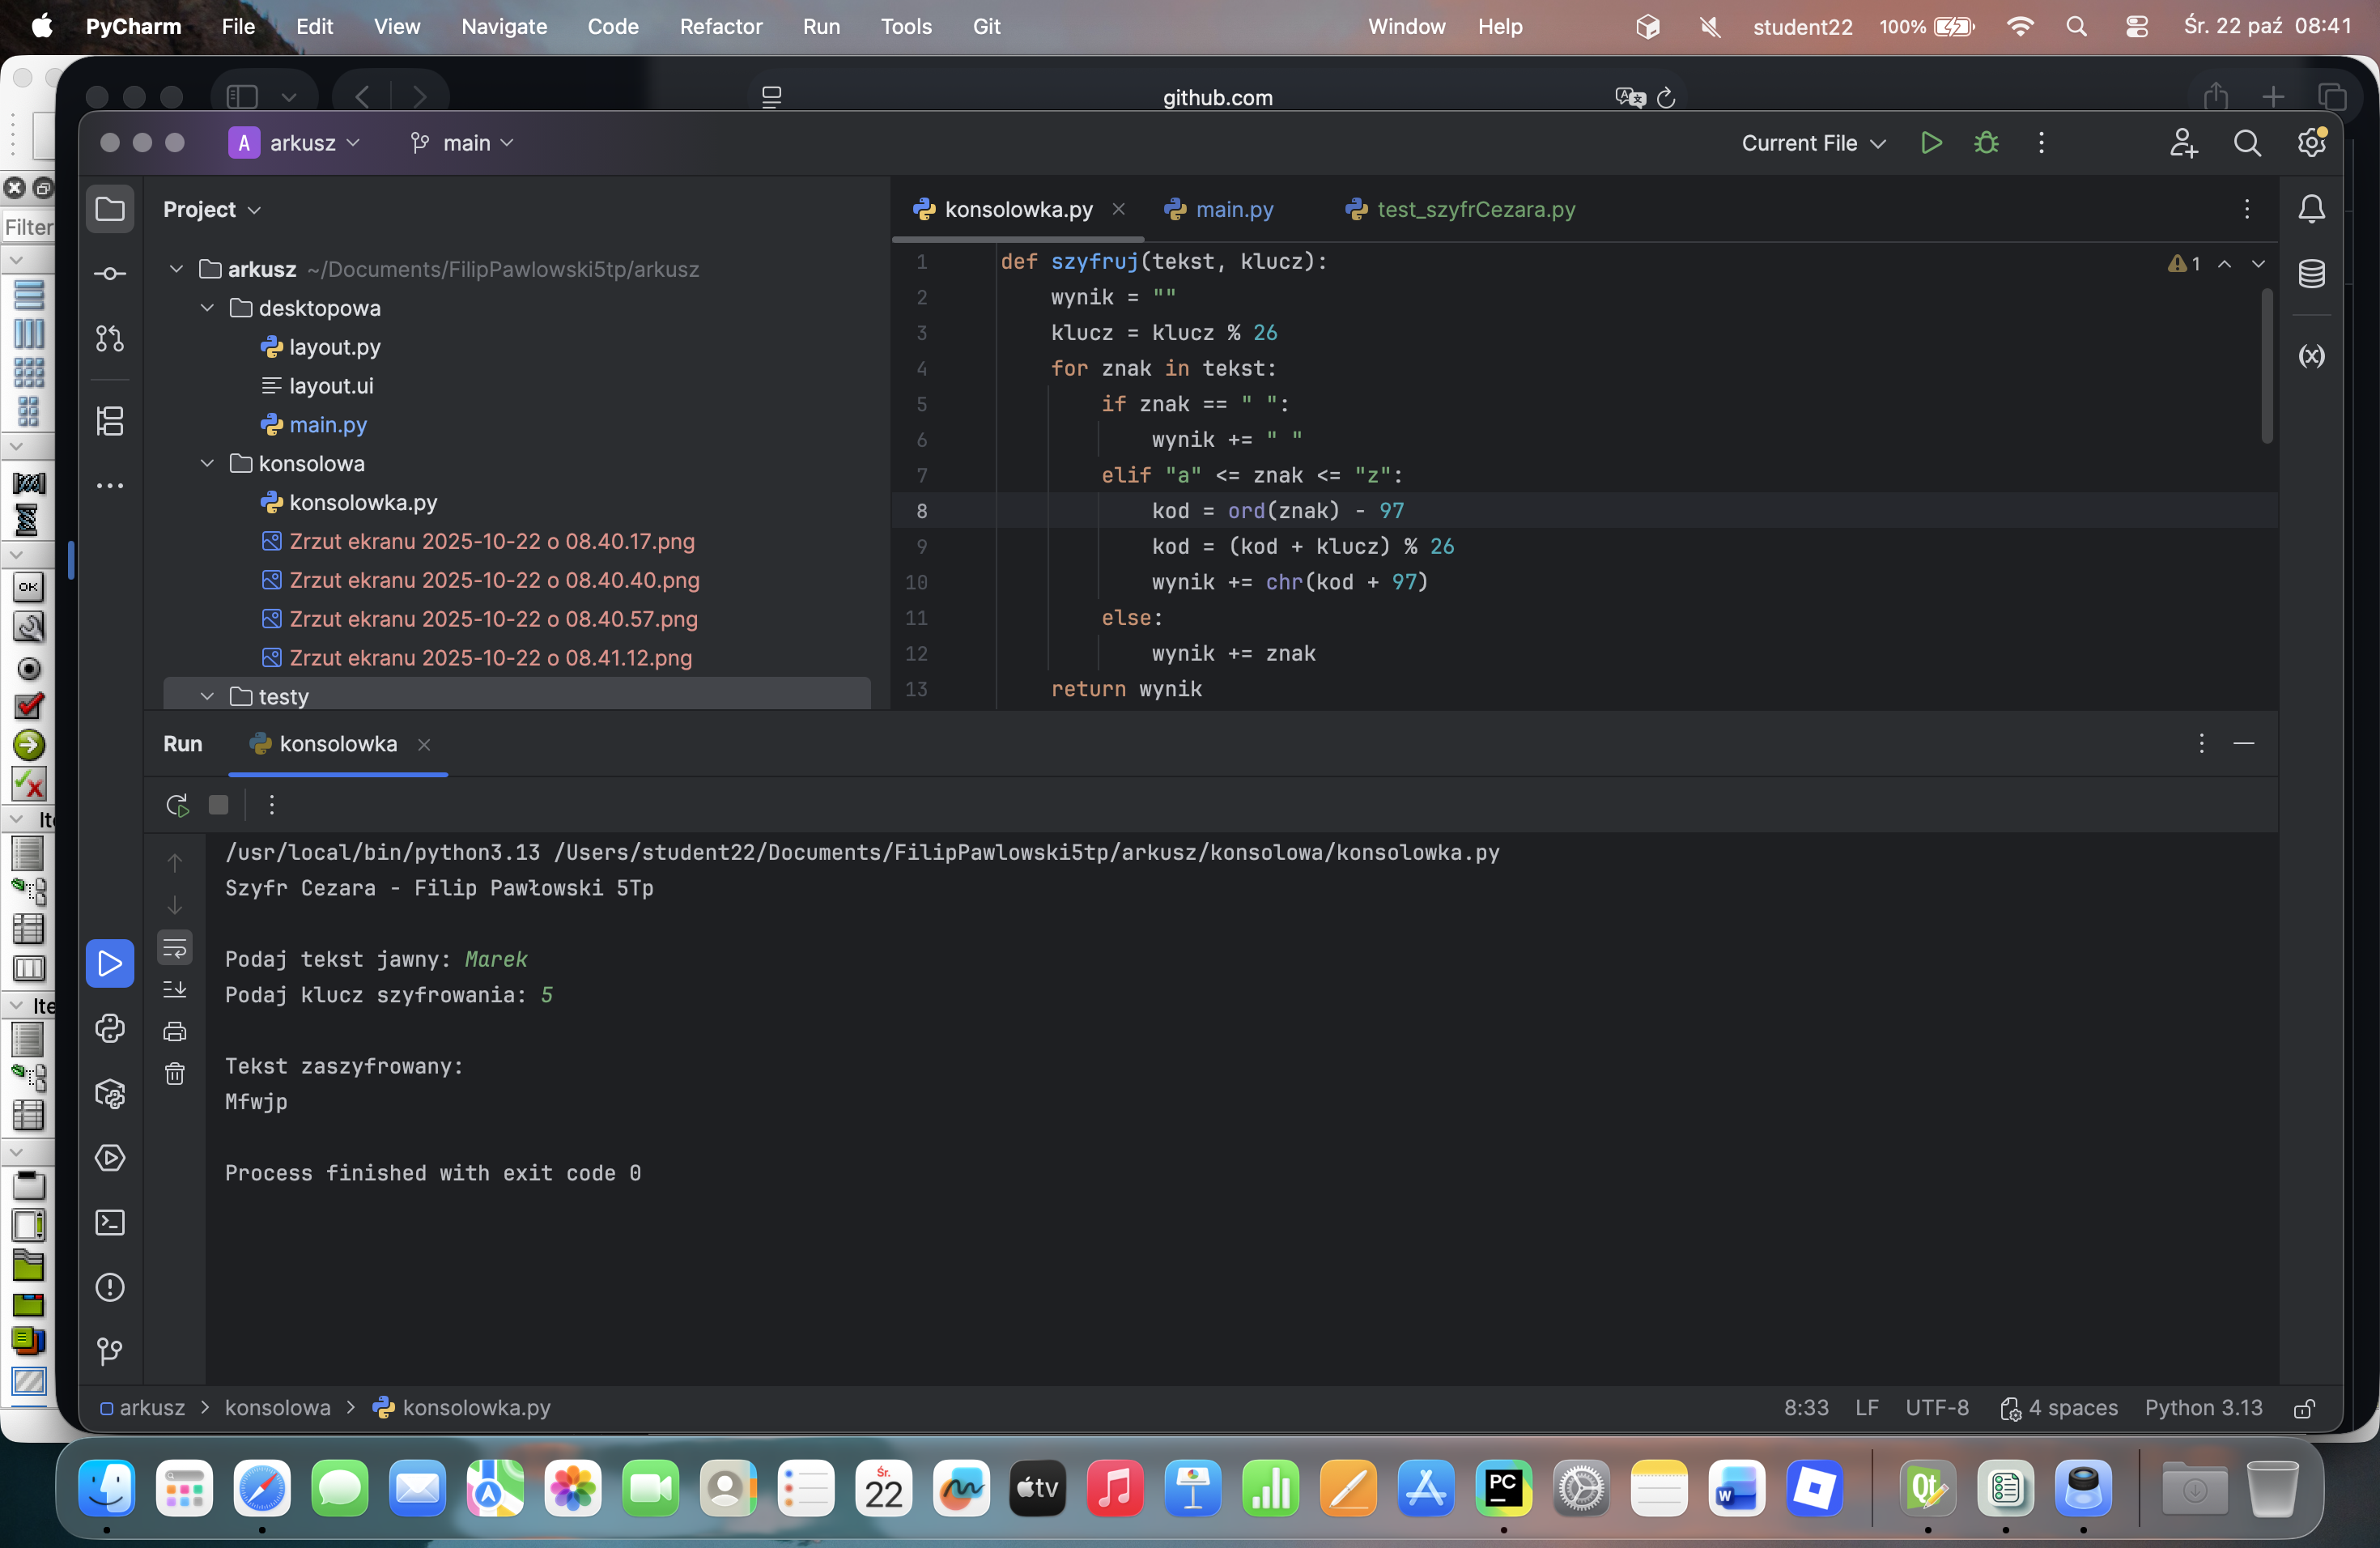 PyCharm File Edit View Navigate Code Refactor Run Tools Git Window Help student22 100% Śr. 22 paź 08:41
github.com
A arkusz main Current File
Filter
Project
konsolowka.py main.py test_szyfrCezara.py
arkusz ~/Documents/FilipPawlowski5tp/arkusz
desktopowa
layout.py
layout.ui
main.py
konsolowa
konsolowka.py
Zrzut ekranu 2025-10-22 o 08.40.17.png
Zrzut ekranu 2025-10-22 o 08.40.40.png
Zrzut ekranu 2025-10-22 o 08.40.57.png
Zrzut ekranu 2025-10-22 o 08.41.12.png
testy
1 def szyfruj(tekst, klucz):
2 wynik = ""
3 klucz = klucz % 26
4 for znak in tekst:
5 if znak == " ":
6 wynik += " "
7 elif "a" <= znak <= "z":
8 kod = ord(znak) - 97
9 kod = (kod + klucz) % 26
10 wynik += chr(kod + 97)
11 else:
12 wynik += znak
13 return wynik
1
OK
Ite
Ite
Run konsolowka
/usr/local/bin/python3.13 /Users/student22/Documents/FilipPawlowski5tp/arkusz/konsolowa/konsolowka.py
Szyfr Cezara - Filip Pawłowski 5Tp
Podaj tekst jawny: Marek
Podaj klucz szyfrowania: 5
Tekst zaszyfrowany:
Mfwjp
Process finished with exit code 0
arkusz > konsolowa > konsolowka.py 8:33 LF UTF-8 4 spaces Python 3.13
Śr.
22
tv
PC
W
Qt